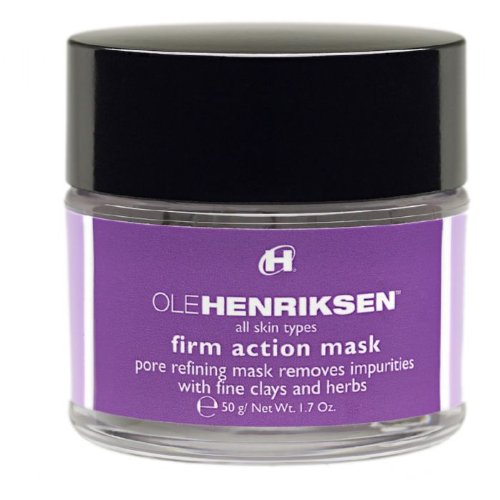 H
OLEHENRIKSEN™
all skin types
firm action mask
pore refining mask removes impurities
with fine clays and herbs
℮ 50 g/ Net Wt. 1.7 Oz.